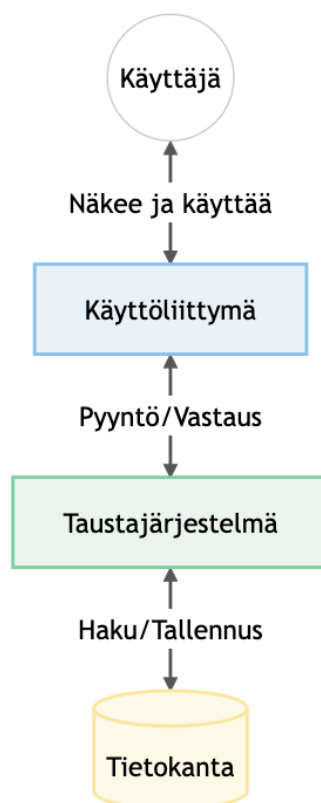 Käyttäjä
Näkee ja käyttää
Käyttöliittymä
Pyyntö/Vastaus
Taustajärjestelmä
Haku/Tallennus
Tietokanta